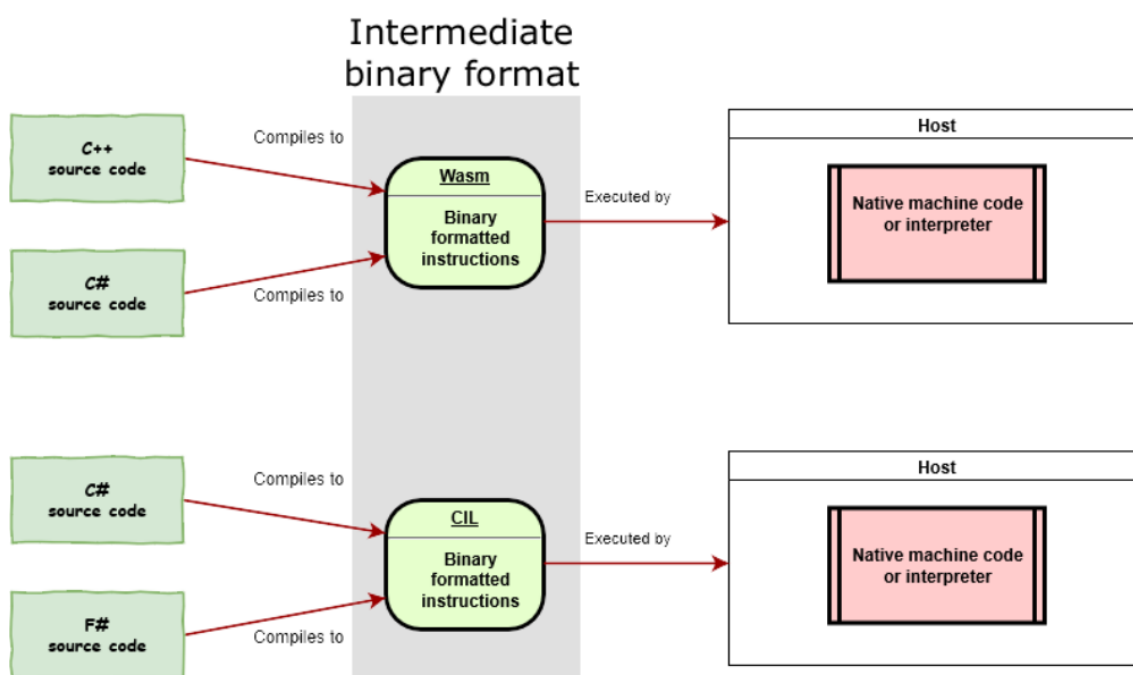 Intermediate
binary format
C++
source code
Compiles to
Wasm
Binary
formatted
instructions
Executed by
Host
Native machine code
or interpreter
C#
source code
Compiles to
C#
source code
Compiles to
CIL
Binary
formatted
instructions
Executed by
Host
Native machine code
or interpreter
F#
source code
Compiles to